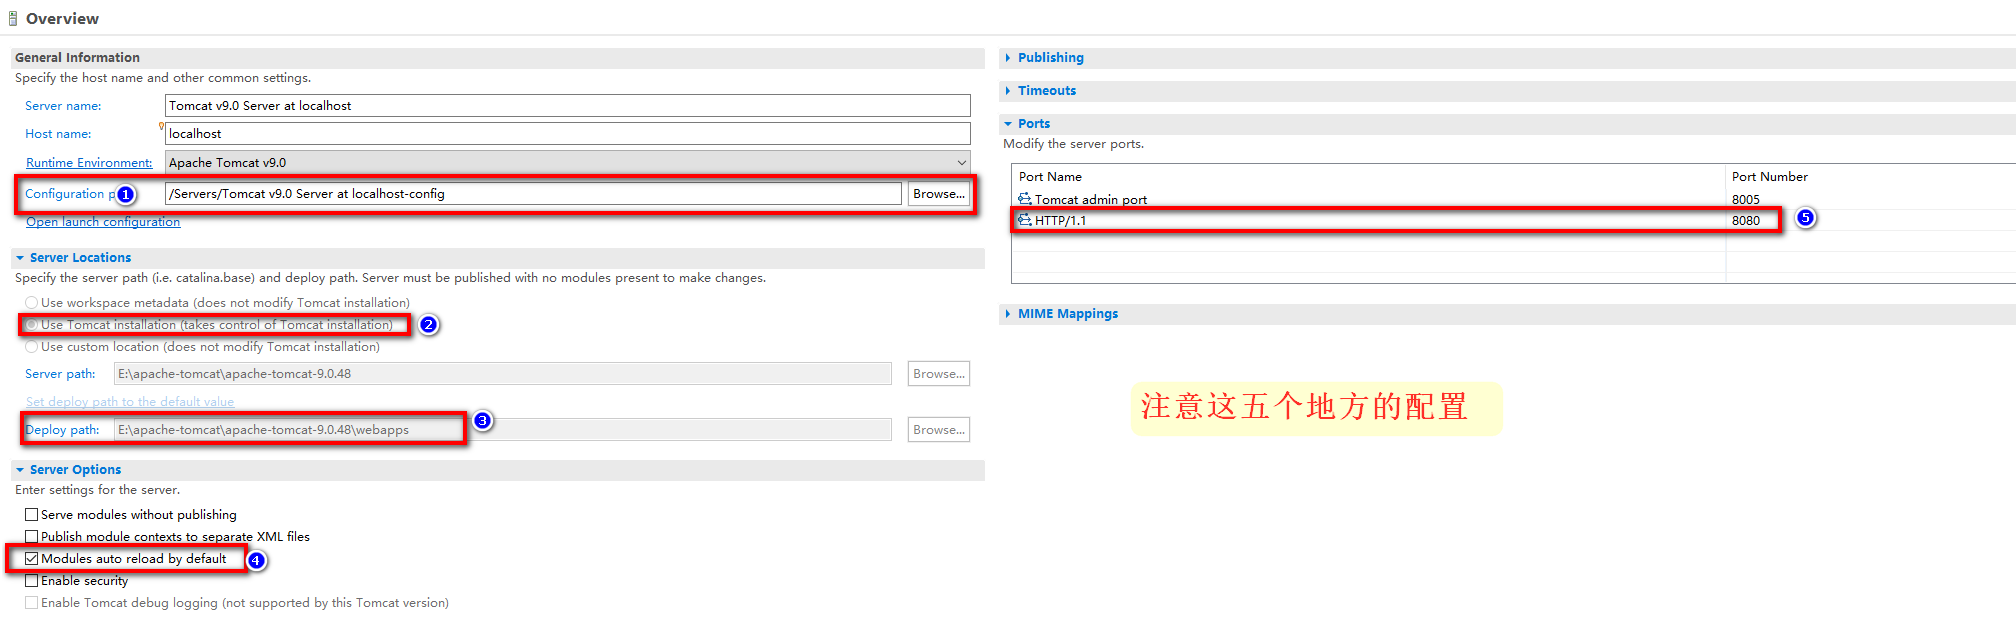 Overview
General Information
Specify the host name and other common settings.
Server name: Tomcat v9.0 Server at localhost
Host name: localhost
Runtime Environment: Apache Tomcat v9.0
Configuration p 1 /Servers/Tomcat v9.0 Server at localhost-config Browse...
Open launch configuration
Server Locations
Specify the server path (i.e. catalina.base) and deploy path. Server must be published with no modules present to make changes.
Use workspace metadata (does not modify Tomcat installation)
Use Tomcat installation (takes control of Tomcat installation) 2
Use custom location (does not modify Tomcat installation)
Server path: E:\apache-tomcat\apache-tomcat-9.0.48 Browse...
Set deploy path to the default value
3
Deploy path: E:\apache-tomcat\apache-tomcat-9.0.48\webapps Browse...
Server Options
Enter settings for the server.
Serve modules without publishing
Publish module contexts to separate XML files
Modules auto reload by default 4
Enable security
Enable Tomcat debug logging (not supported by this Tomcat version)
Publishing
Timeouts
Ports
Modify the server ports.
Port Name Port Number
Tomcat admin port 8005
HTTP/1.1 8080 5
MIME Mappings
注意这五个地方的配置